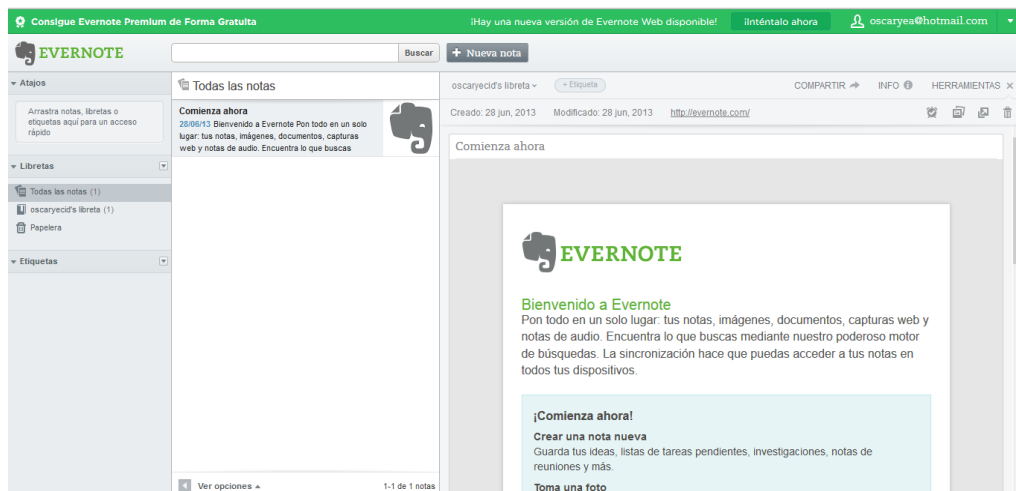 Consigue Evernote Premium de Forma Gratuita
¡Hay una nueva versión de Evernote Web disponible!
¡Inténtalo ahora
oscaryea@hotmail.com
EVERNOTE
Buscar
+ Nueva nota
Atajos
Arrastra notas, libretas o
etiquetas aquí para un acceso
rápido
Libretas
Todas las notas (1)
oscaryecid's libreta (1)
Papelera
Etiquetas
Todas las notas
Comienza ahora
28/06/13 Bienvenido a Evernote Pon todo en un solo
lugar: tus notas, imágenes, documentos, capturas
web y notas de audio. Encuentra lo que buscas
Ver opciones
1-1 de 1 notas
oscaryecid's libreta
+ Etiqueta
COMPARTIR
INFO
HERRAMIENTAS
Creado: 28 jun, 2013
Modificado: 28 jun, 2013
http://evernote.com/
Comienza ahora
EVERNOTE
Bienvenido a Evernote
Pon todo en un solo lugar: tus notas, imágenes, documentos, capturas web y
notas de audio. Encuentra lo que buscas mediante nuestro poderoso motor
de búsquedas. La sincronización hace que puedas acceder a tus notas en
todos tus dispositivos.
¡Comienza ahora!
Crear una nota nueva
Guarda tus ideas, listas de tareas pendientes, investigaciones, notas de
reuniones y más.
Toma una foto